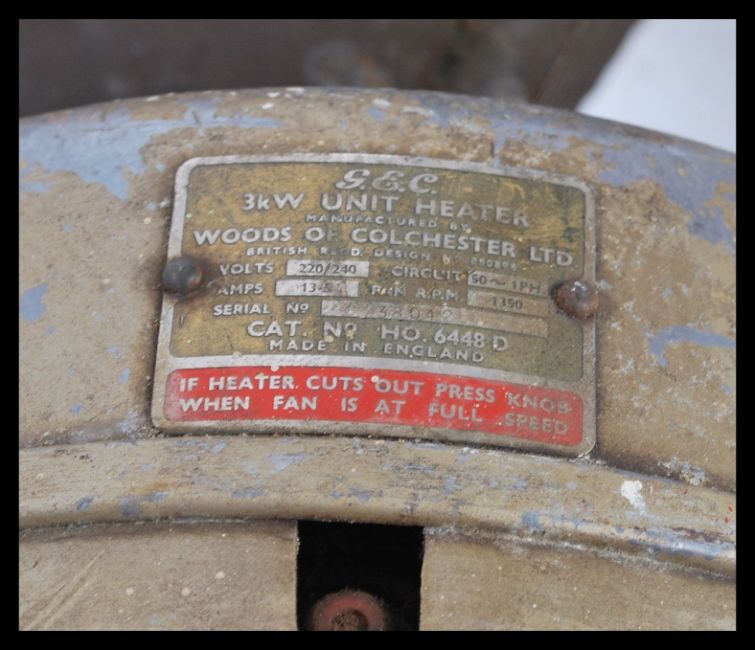 G.E.C.
3kW UNIT HEATER
MANUFACTURED BY
WOODS OF COLCHESTER LTD
BRITISH REGD. DESIGN Nº
VOLTS 220/240 CIRCUIT 50~1PH
AMPS 13·5 FAN R.P.M. 1350
SERIAL Nº
CAT. Nº HO. 6448 D
MADE IN ENGLAND
IF HEATER CUTS OUT PRESS KNOB
WHEN FAN IS AT FULL SPEED